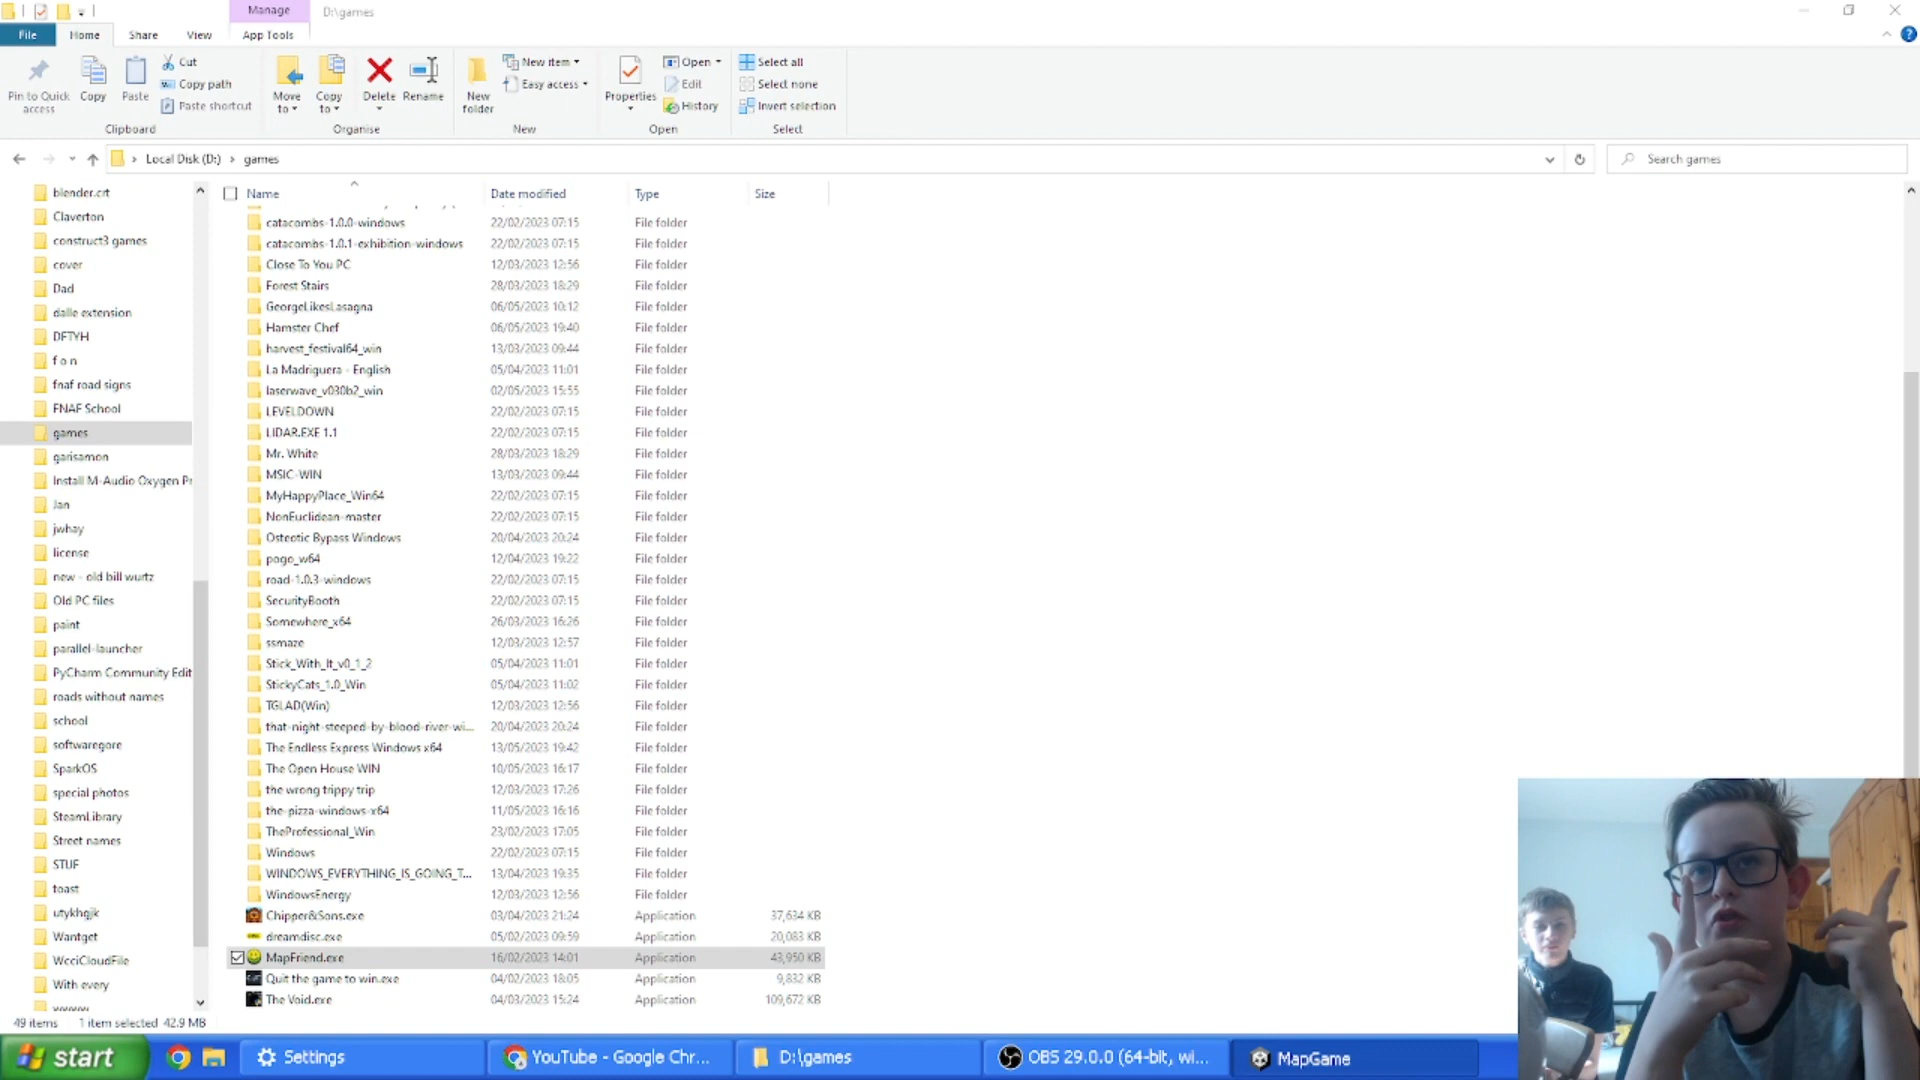 Manage
D:\games
File
Home
Share
View
App Tools
Pin to Quick access
Copy
Paste
Cut
Copy path
Paste shortcut
Clipboard
Move to
Copy to
Delete
Rename
Organise
New folder
New item
Easy access
New
Properties
Open
Edit
History
Open
Select all
Select none
Invert selection
Select
Local Disk (D:) > games
Search games
blender.crt
Claverton
construct3 games
cover
Dad
dalle extension
DFTYH
f o n
fnaf road signs
FNAF School
games
garisamon
Install M-Audio Oxygen Pr
Jan
jwhay
license
new - old bill wurtz
Old PC files
paint
parallel-launcher
PyCharm Community Edit
roads without names
school
softwaregore
SparkOS
special photos
SteamLibrary
Street names
STUF
toast
utykhgjk
Wantget
WcciCloudFile
With every
Name Date modified Type Size
catacombs-1.0.0-windows 22/02/2023 07:15 File folder
catacombs-1.0.1-exhibition-windows 22/02/2023 07:15 File folder
Close To You PC 12/03/2023 12:56 File folder
Forest Stairs 28/03/2023 18:29 File folder
GeorgeLikesLasagna 06/05/2023 10:12 File folder
Hamster Chef 06/05/2023 19:40 File folder
harvest_festival64_win 13/03/2023 09:44 File folder
La Madriguera - English 05/04/2023 11:01 File folder
laserwave_v030b2_win 02/05/2023 15:55 File folder
LEVELDOWN 22/02/2023 07:15 File folder
LIDAR.EXE 1.1 22/02/2023 07:15 File folder
Mr. White 28/03/2023 18:29 File folder
MSIC-WIN 13/03/2023 09:44 File folder
MyHappyPlace_Win64 22/02/2023 07:15 File folder
NonEuclidean-master 22/02/2023 07:15 File folder
Osteotic Bypass Windows 20/04/2023 20:24 File folder
pogo_w64 12/04/2023 19:22 File folder
road-1.0.3-windows 22/02/2023 07:15 File folder
SecurityBooth 22/02/2023 07:15 File folder
Somewhere_x64 26/03/2023 16:26 File folder
ssmaze 12/03/2023 12:57 File folder
Stick_With_It_v0_1_2 05/04/2023 11:01 File folder
StickyCats_1.0_Win 05/04/2023 11:02 File folder
TGLAD(Win) 12/03/2023 12:56 File folder
that-night-steeped-by-blood-river-wi... 20/04/2023 20:24 File folder
The Endless Express Windows x64 13/05/2023 19:42 File folder
The Open House WIN 10/05/2023 16:17 File folder
the wrong trippy trip 12/03/2023 17:26 File folder
the-pizza-windows-x64 11/05/2023 16:16 File folder
TheProfessional_Win 23/02/2023 17:05 File folder
Windows 22/02/2023 07:15 File folder
WINDOWS_EVERYTHING_IS_GOING_T... 13/04/2023 19:35 File folder
WindowsEnergy 12/03/2023 12:56 File folder
Chipper&Sons.exe 03/04/2023 21:24 Application 37,634 KB
dreamdisc.exe 05/02/2023 09:59 Application 20,083 KB
MapFriend.exe 16/02/2023 14:01 Application 43,950 KB
Quit the game to win.exe 04/02/2023 18:05 Application 9,832 KB
The Void.exe 04/03/2023 15:24 Application 109,672 KB
49 items 1 item selected 42.9 MB
start
Settings
YouTube - Google Chr...
D:\games
OBS 29.0.0 (64-bit, wi...
MapGame